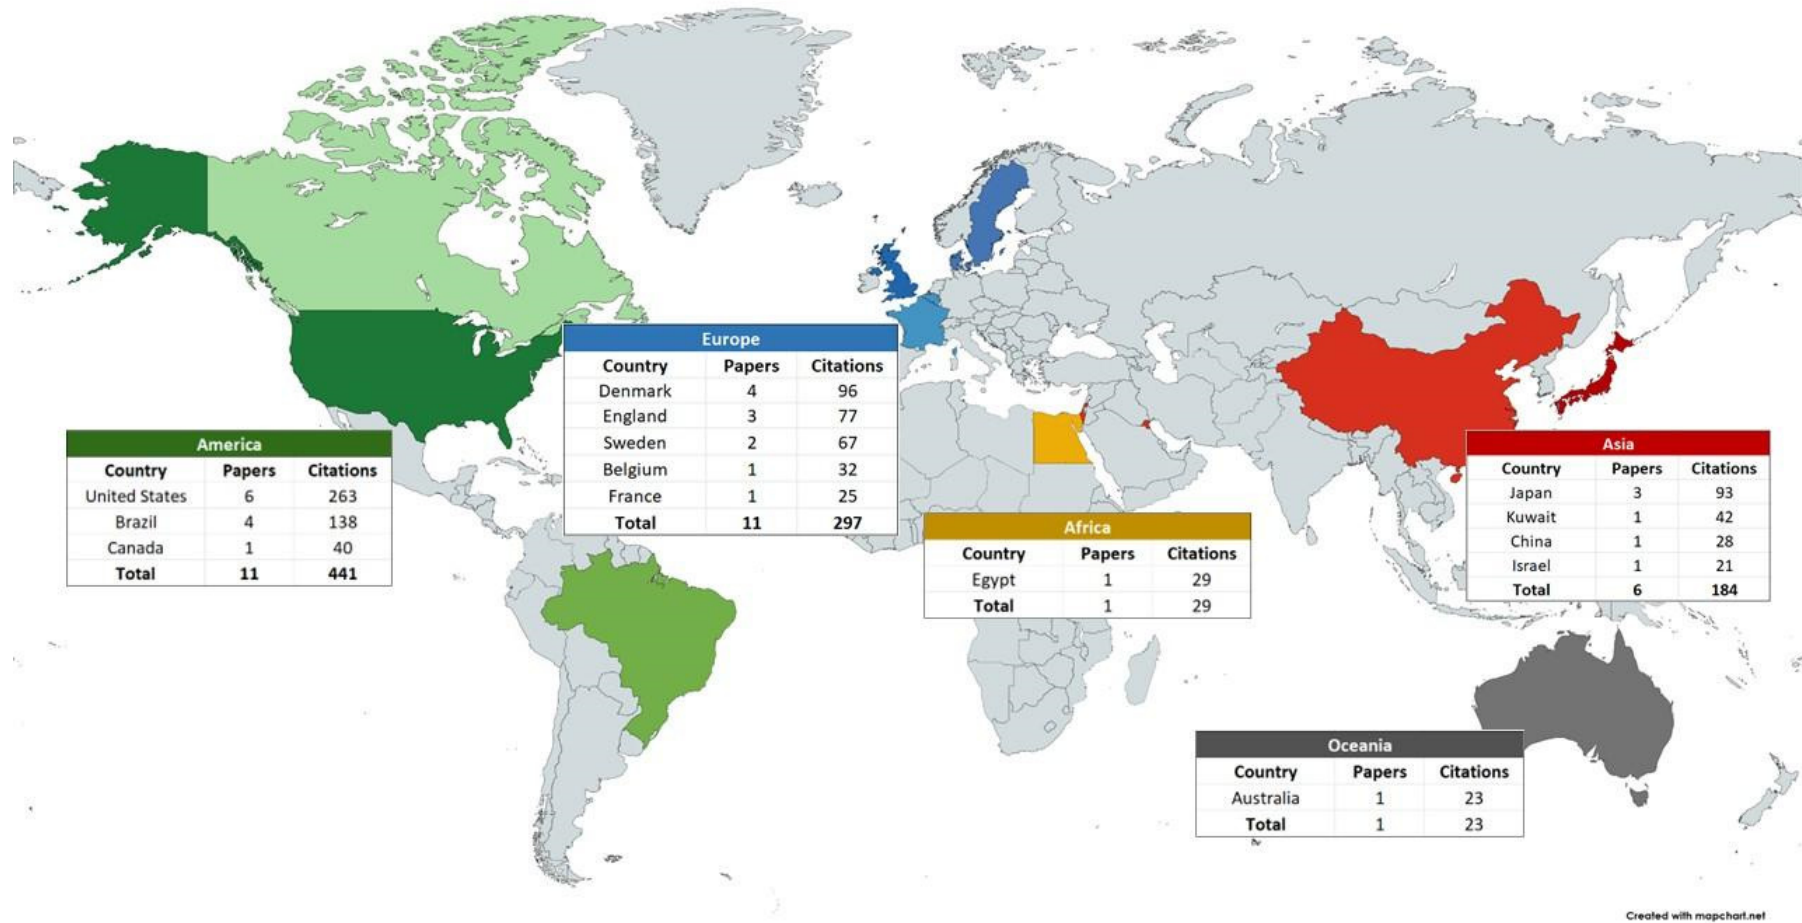 Europe
Country Papers Citations
Denmark 4 96
England 3 77
Sweden 2 67
Belgium 1 32
France 1 25
Total 11 297
America
Country Papers Citations
United States 6 263
Brazil 4 138
Canada 1 40
Total 11 441
Asia
Country Papers Citations
Japan 3 93
Kuwait 1 42
China 1 28
Israel 1 21
Total 6 184
Africa
Country Papers Citations
Egypt 1 29
Total 1 29
Oceania
Country Papers Citations
Australia 1 23
Total 1 23
Created with mapchart.net